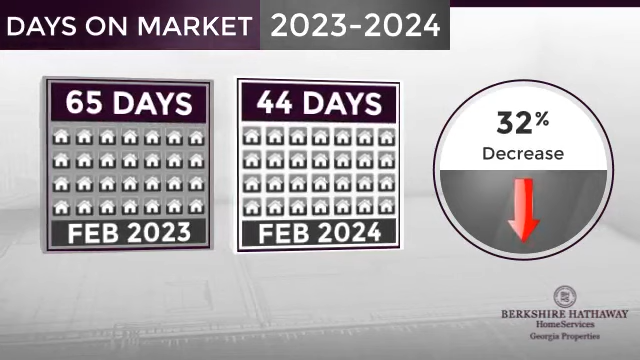 DAYS ON MARKET 2023-2024
65 DAYS
FEB 2023
44 DAYS
FEB 2024
32%
Decrease
BERKSHIRE HATHAWAY
HomeServices
Georgia Properties